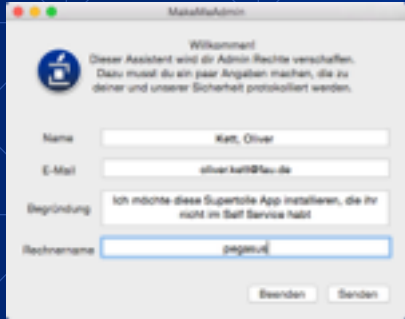 MakeMeAdmin
Willkommen!
Dieser Assistent wird dir Admin Rechte verschaffen.
Dazu musst du ein paar Angaben machen, die zu
deiner und unserer Sicherheit protokolliert werden.
Name
Kett, Oliver
E-Mail
oliver.kett@fau.de
Begründung
Ich möchte diese Supertolle App installieren, die ihr
nicht im Self Service habt
Rechnername
pegasus
Beenden
Senden